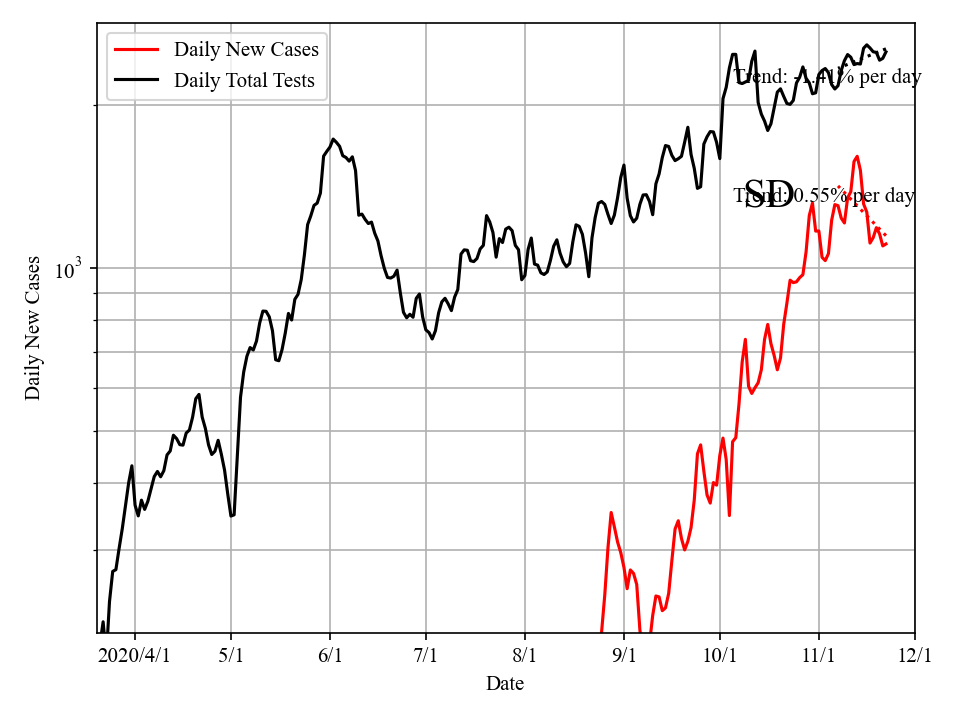 Daily New Cases
Daily Total Tests
Trend: -1.41% per day
SD
Trend: 0.55% per day
10^3
Daily New Cases
2020/4/1 5/1 6/1 7/1 8/1 9/1 10/1 11/1 12/1
Date